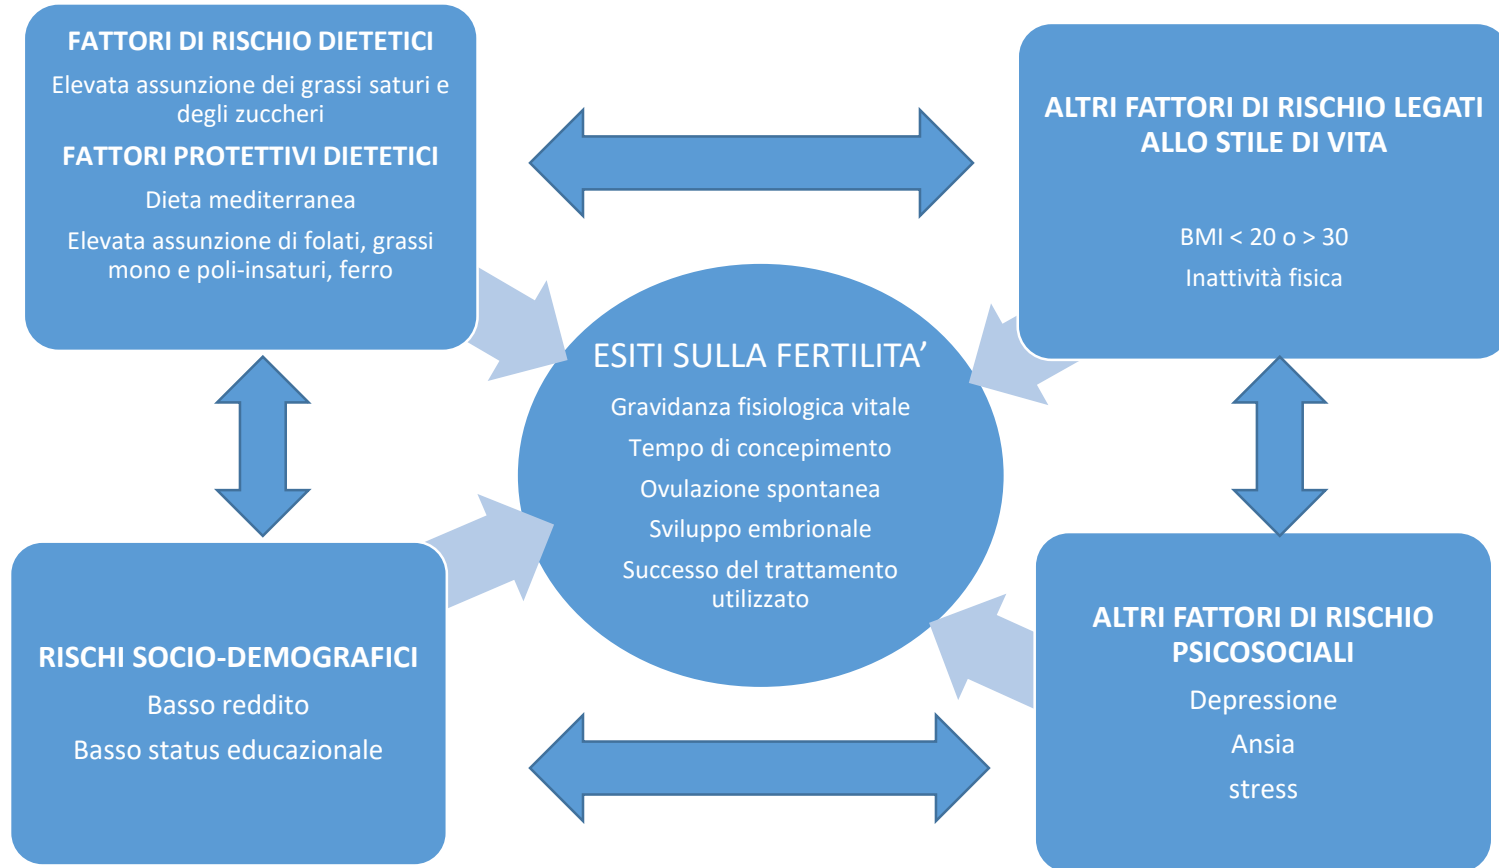 FATTORI DI RISCHIO DIETETICI
Elevata assunzione dei grassi saturi e
degli zuccheri
FATTORI PROTETTIVI DIETETICI
Dieta mediterranea
Elevata assunzione di folati, grassi
mono e poli-insaturi, ferro
ALTRI FATTORI DI RISCHIO LEGATI
ALLO STILE DI VITA
BMI < 20 o > 30
Inattività fisica
ESITI SULLA FERTILITA’
Gravidanza fisiologica vitale
Tempo di concepimento
Ovulazione spontanea
Sviluppo embrionale
Successo del trattamento
utilizzato
RISCHI SOCIO-DEMOGRAFICI
Basso reddito
Basso status educazionale
ALTRI FATTORI DI RISCHIO
PSICOSOCIALI
Depressione
Ansia
stress